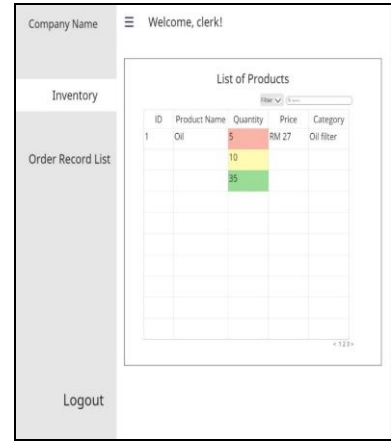 Company Name
☰ Welcome, clerk!
Inventory
Order Record List
Logout
List of Products
Filter
ID Product Name Quantity Price Category
1 Oil 5 RM 27 Oil filter
10
35
< 1 2 3 >